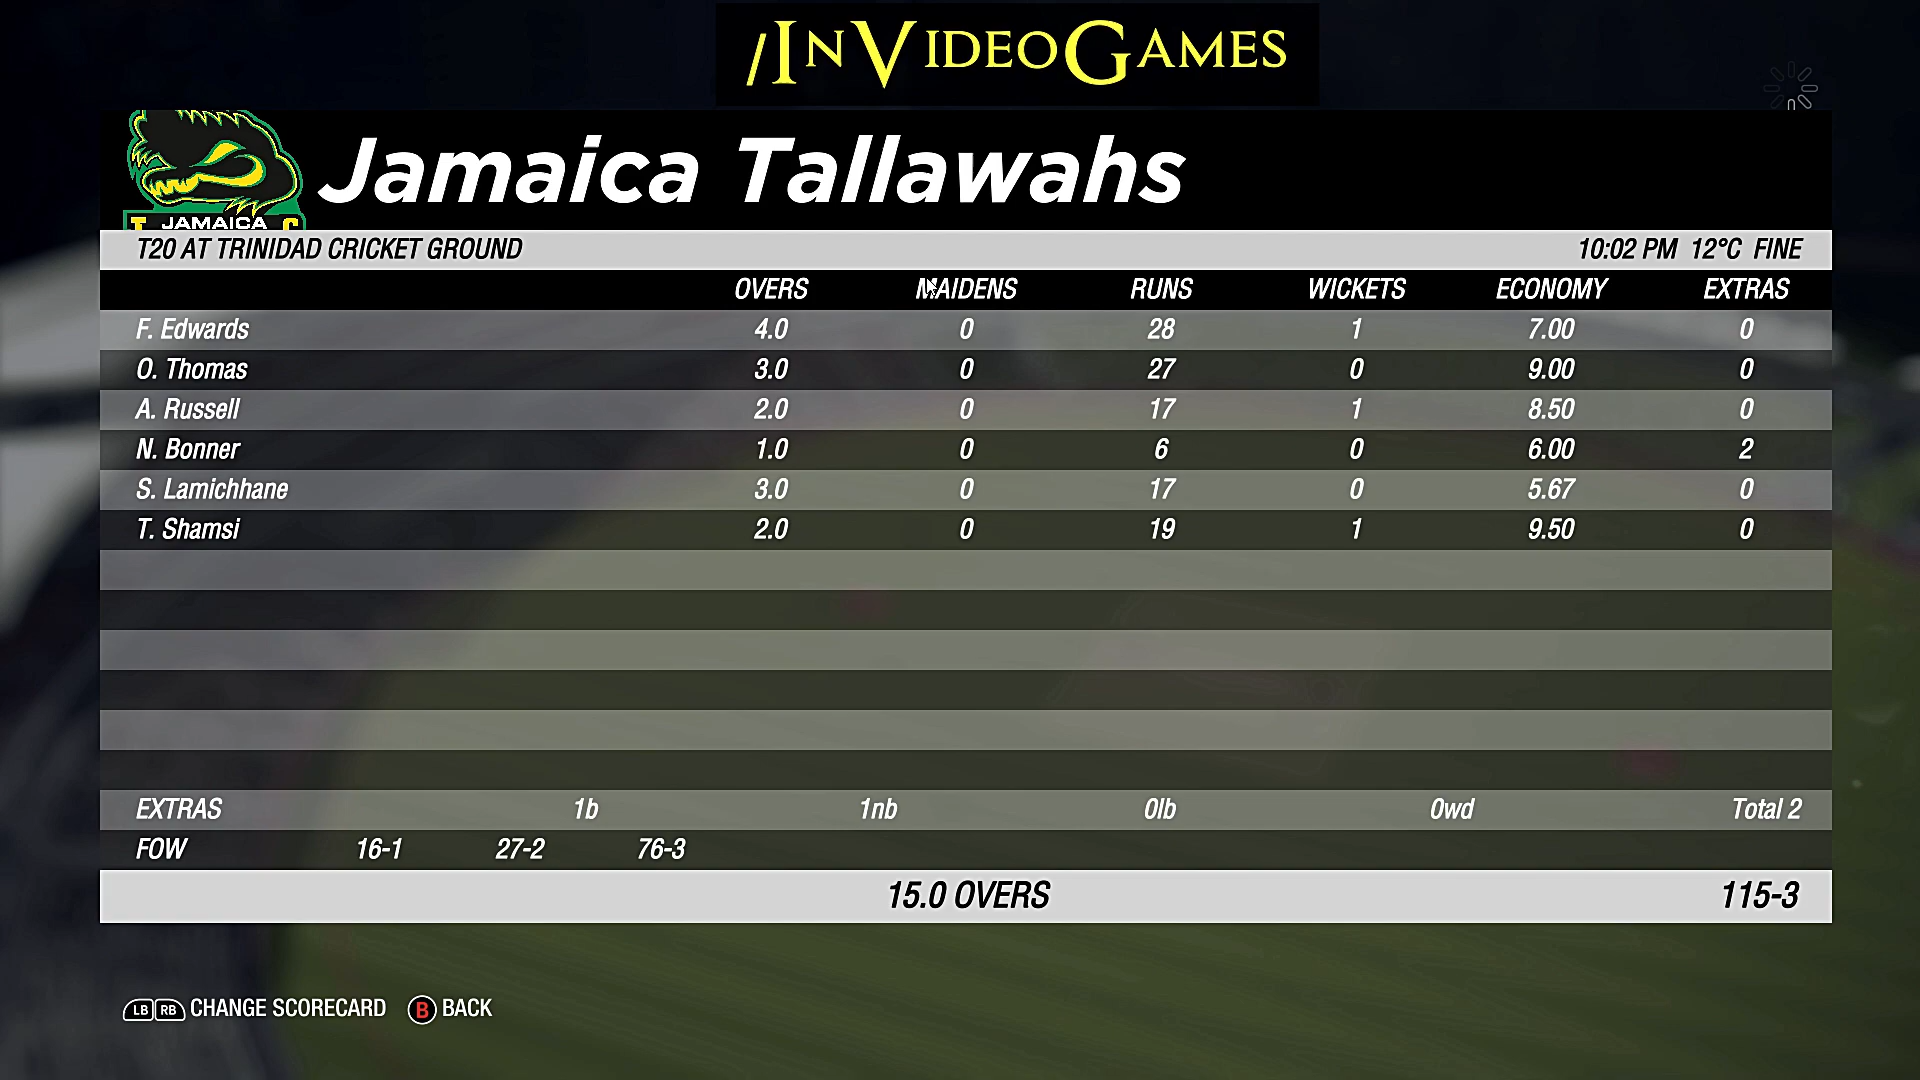 /InVideoGames
Jamaica Tallawahs
T JAMAICA C
T20 AT TRINIDAD CRICKET GROUND 10:02 PM 12°C FINE
OVERS MAIDENS RUNS WICKETS ECONOMY EXTRAS
F. Edwards 4.0 0 28 1 7.00 0
O. Thomas 3.0 0 27 0 9.00 0
A. Russell 2.0 0 17 1 8.50 0
N. Bonner 1.0 0 6 0 6.00 2
S. Lamichhane 3.0 0 17 0 5.67 0
T. Shamsi 2.0 0 19 1 9.50 0
EXTRAS 1b 1nb 0lb 0wd Total 2
FOW 16-1 27-2 76-3
15.0 OVERS 115-3
LB RB CHANGE SCORECARD B BACK